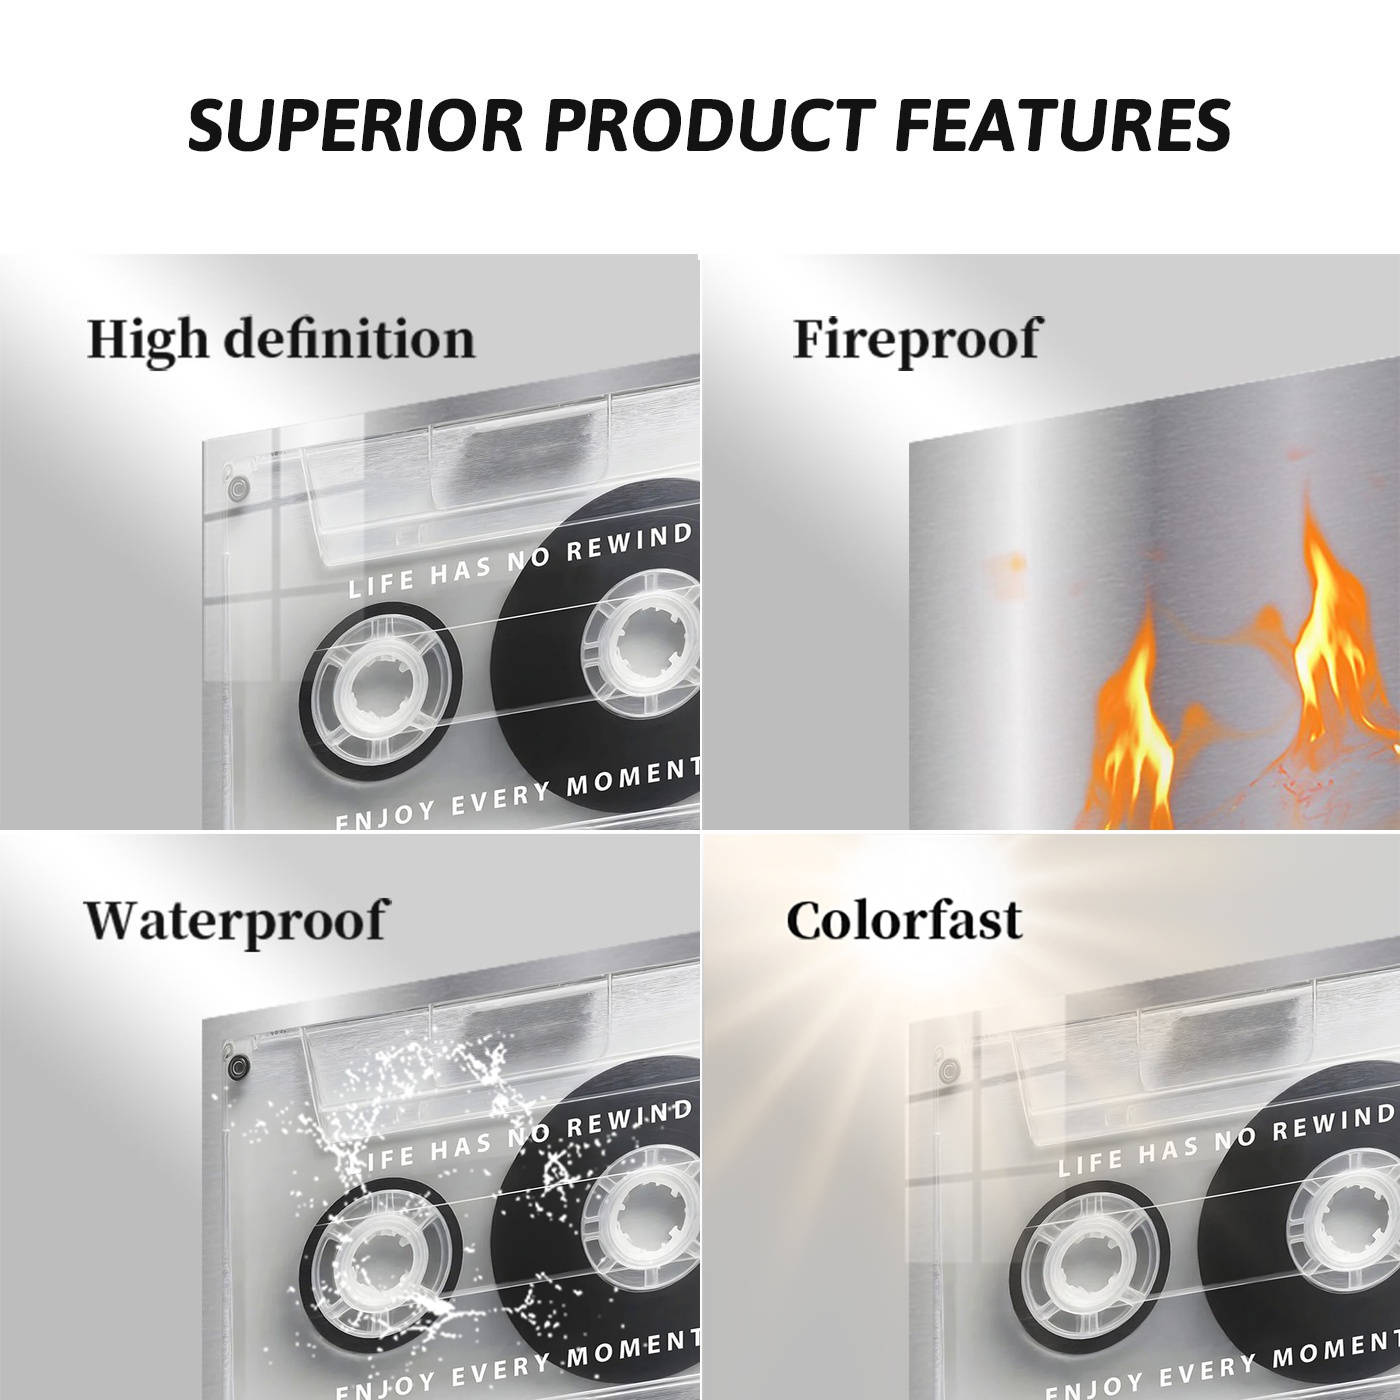 SUPERIOR PRODUCT FEATURES
High definition
LIFE HAS NO REWIND
ENJOY EVERY MOMENT
Fireproof
Waterproof
LIFE HAS NO REWIND
ENJOY EVERY MOMENT
Colorfast
LIFE HAS NO REWIND
ENJOY EVERY MOMENT